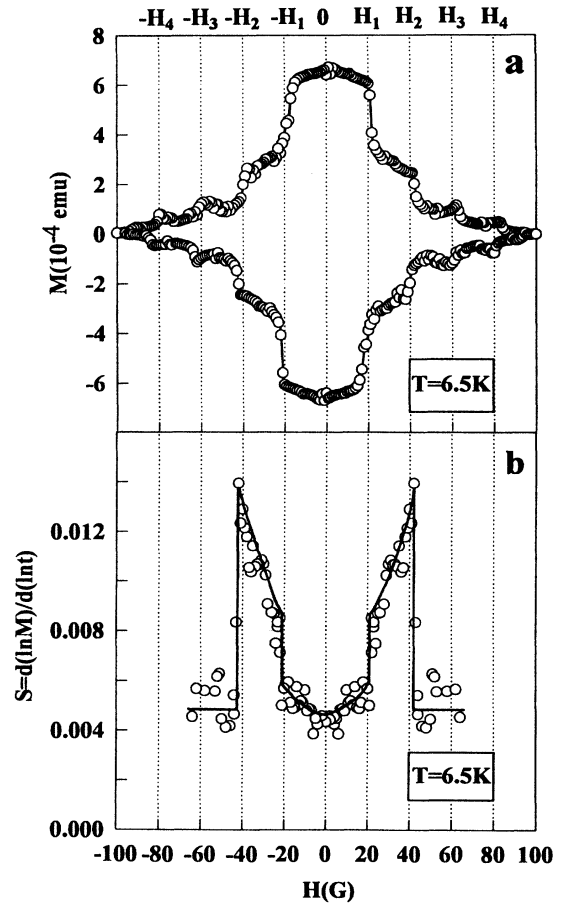 -H₄ -H₃ -H₂ -H₁ 0 H₁ H₂ H₃ H₄
a
8
6
4
2
0
-2
-4
-6
M(10⁻⁴ emu)
T=6.5K
b
0.012
0.008
0.004
0.000
S=d(lnM)/d(lnt)
T=6.5K
-100 -80 -60 -40 -20 0 20 40 60 80 100
H(G)